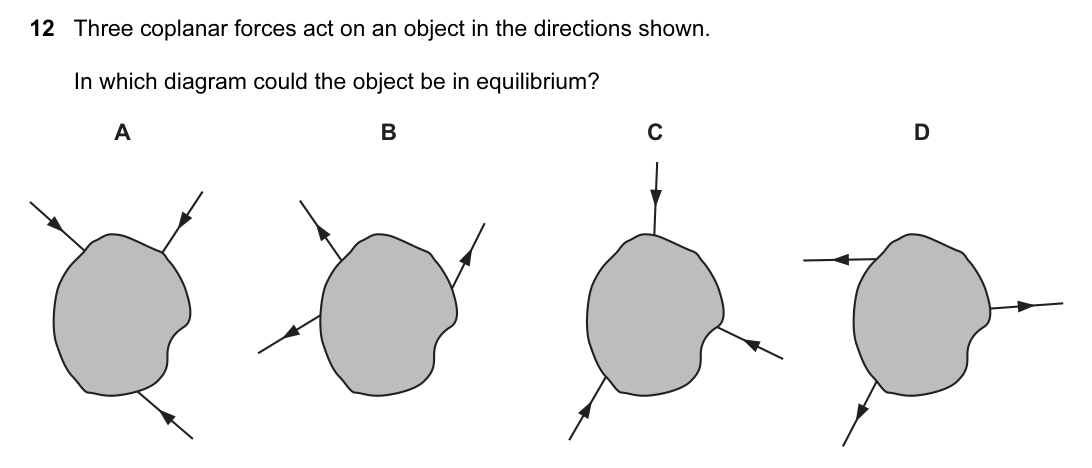 12 Three coplanar forces act on an object in the directions shown.
In which diagram could the object be in equilibrium?
A B C D